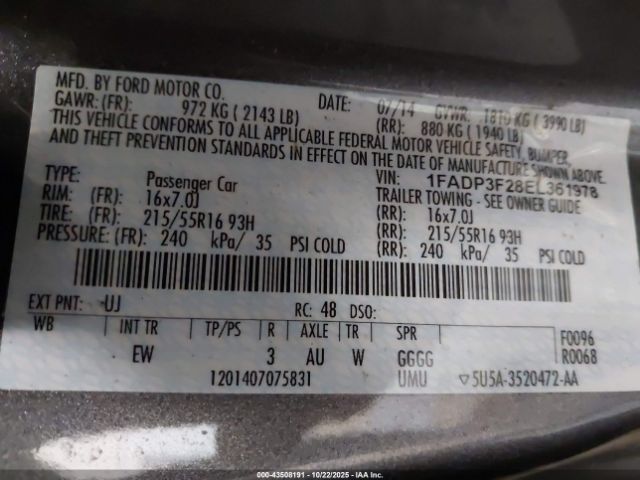 MFD. BY FORD MOTOR CO.
DATE: 07/14 GVWR: 1810 KG ( 3990 LB)
GAWR: (FR): 972 KG ( 2143 LB) (RR): 880 KG ( 1940 LB)
THIS VEHICLE CONFORMS TO ALL APPLICABLE FEDERAL MOTOR VEHICLE SAFETY, BUMPER,
AND THEFT PREVENTION STANDARDS IN EFFECT ON THE DATE OF MANUFACTURE SHOWN ABOVE.
VIN: 1FADP3F28EL361978
TYPE: Passenger Car TRAILER TOWING - SEE OWNER GUIDE
RIM: (FR): 16x7.0J (RR): 16x7.0J
TIRE: (FR): 215/55R16 93H (RR): 215/55R16 93H
PRESSURE: (FR): 240 kPa/ 35 PSI COLD (RR): 240 kPa/ 35 PSI COLD
EXT PNT: UJ RC: 48 DSO:
WB INT TR TP/PS R AXLE TR SPR F0096
EW 3 AU W GGGG R0068
1201407075831 UMU ▽5U5A-3520472-AA
000-43508191 - 10/22/2025 - IAA Inc.